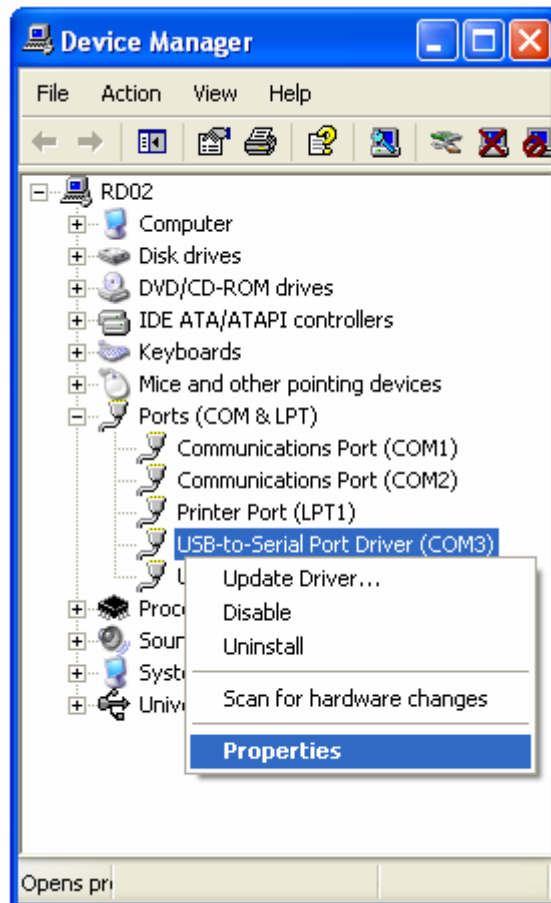 Device Manager
File Action View Help
RD02
Computer
Disk drives
DVD/CD-ROM drives
IDE ATA/ATAPI controllers
Keyboards
Mice and other pointing devices
Ports (COM & LPT)
Communications Port (COM1)
Communications Port (COM2)
Printer Port (LPT1)
USB-to-Serial Port Driver (COM3)
Update Driver...
Disable
Uninstall
Scan for hardware changes
Properties
Opens